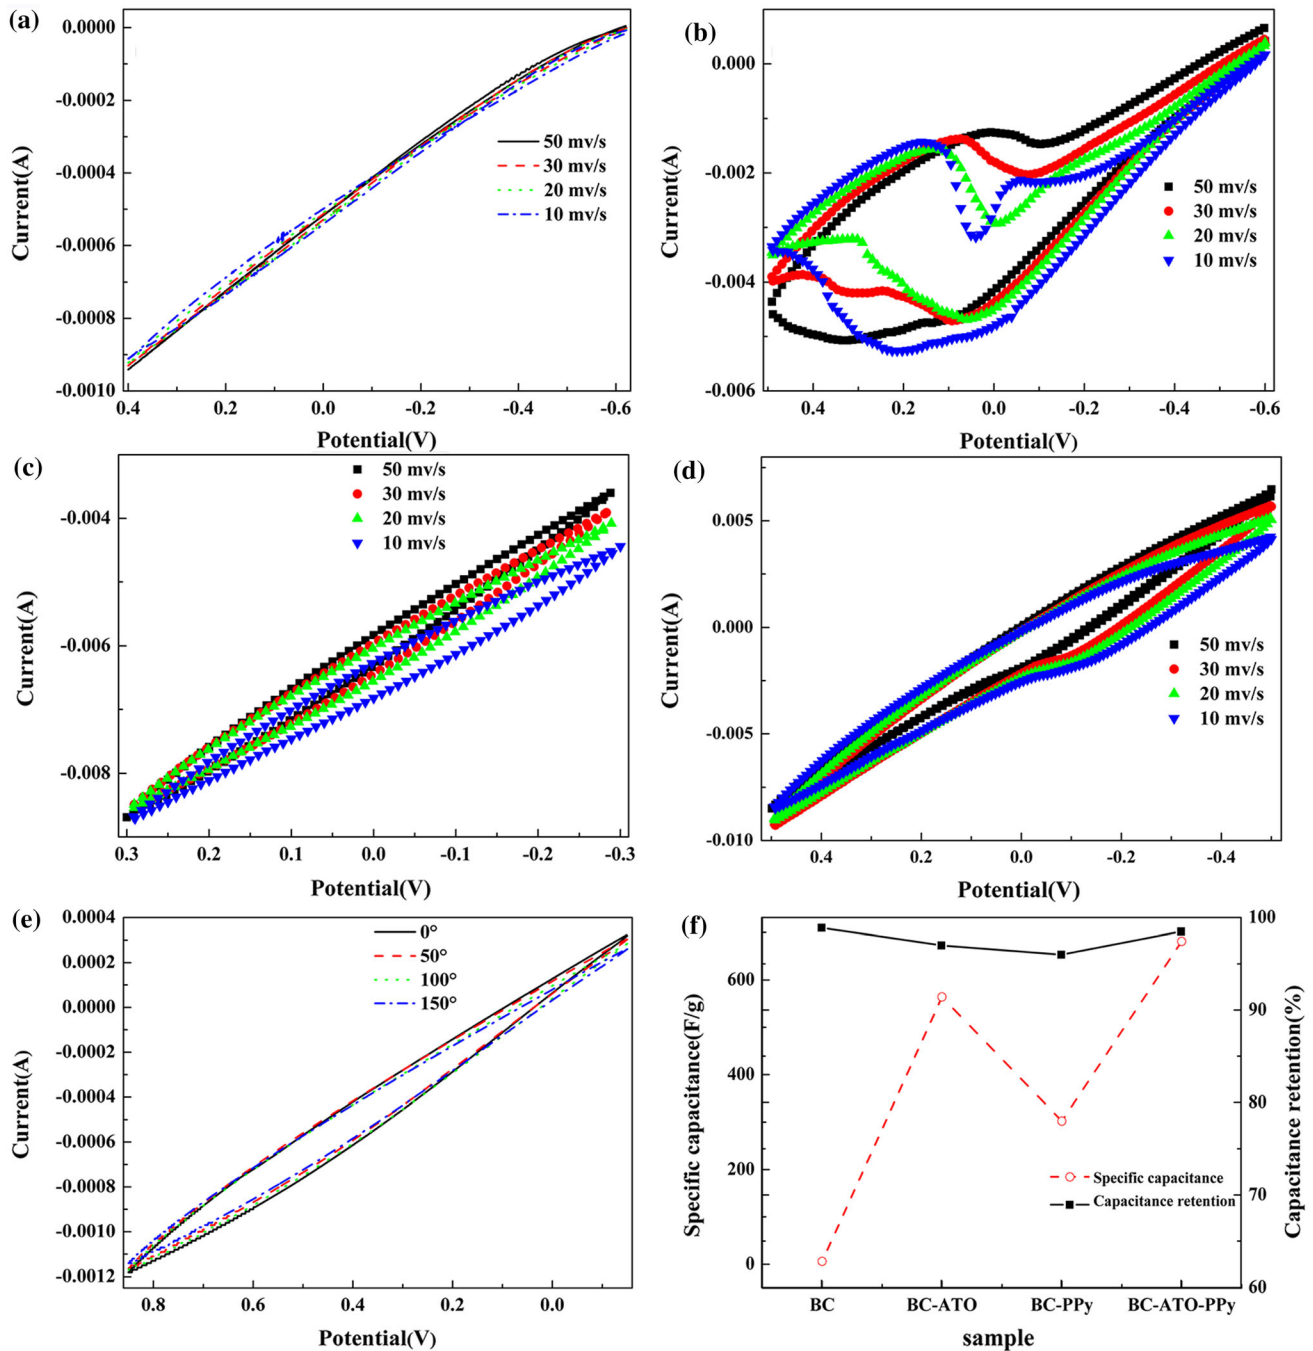 (a)
0.0000
-0.0002
-0.0004
-0.0006
-0.0008
-0.0010
Current(A)
50 mv/s
30 mv/s
20 mv/s
10 mv/s
0.4 0.2 0.0 -0.2 -0.4 -0.6
Potential(V)
(b)
0.000
-0.002
-0.004
-0.006
Current(A)
50 mv/s
30 mv/s
20 mv/s
10 mv/s
0.4 0.2 0.0 -0.2 -0.4 -0.6
Potential(V)
(c)
50 mv/s
30 mv/s
20 mv/s
10 mv/s
-0.004
-0.006
-0.008
Current(A)
0.3 0.2 0.1 0.0 -0.1 -0.2 -0.3
Potential(V)
(d)
0.005
0.000
-0.005
-0.010
Current(A)
50 mv/s
30 mv/s
20 mv/s
10 mv/s
0.4 0.2 0.0 -0.2 -0.4
Potential(V)
(e)
0.0004
0.0002
0.0000
-0.0002
-0.0004
-0.0006
-0.0008
-0.0010
-0.0012
Current(A)
0°
50°
100°
150°
0.8 0.6 0.4 0.2 0.0
Potential(V)
(f)
600
400
200
0
Specific capacitance(F/g)
100
90
80
70
60
Capacitance retention(%)
Specific capacitance
Capacitance retention
BC BC-ATO BC-PPy BC-ATO-PPy
sample